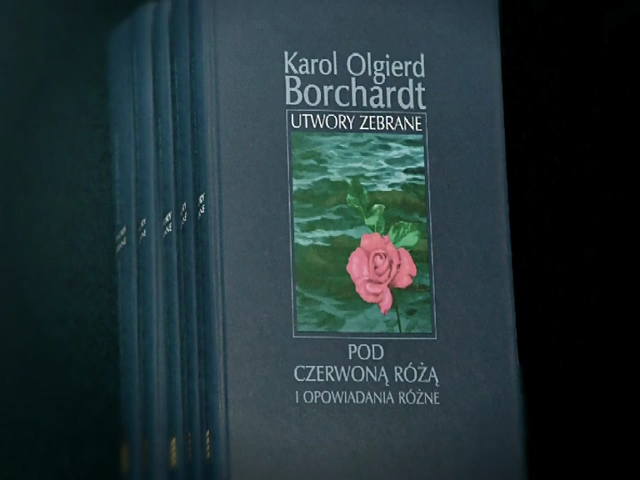 Karol Olgierd
Borchardt
UTWORY ZEBRANE
POD
CZERWONĄ RÓŻĄ
I OPOWIADANIA RÓŻNE